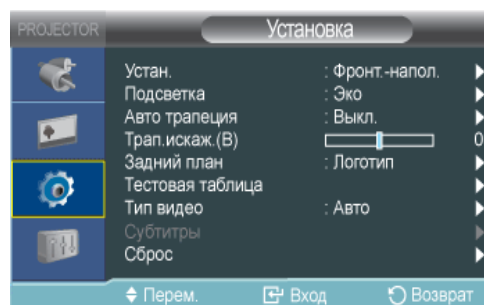 PROJECTOR Установка
Устан. : Фронт.-напол.
Подсветка : Эко
Авто трапеция : Выкл.
Трап.искаж.(В) 0
Задний план : Логотип
Тестовая таблица
Тип видео : Авто
Субтитры
Сброс
Перем. Вход Возврат